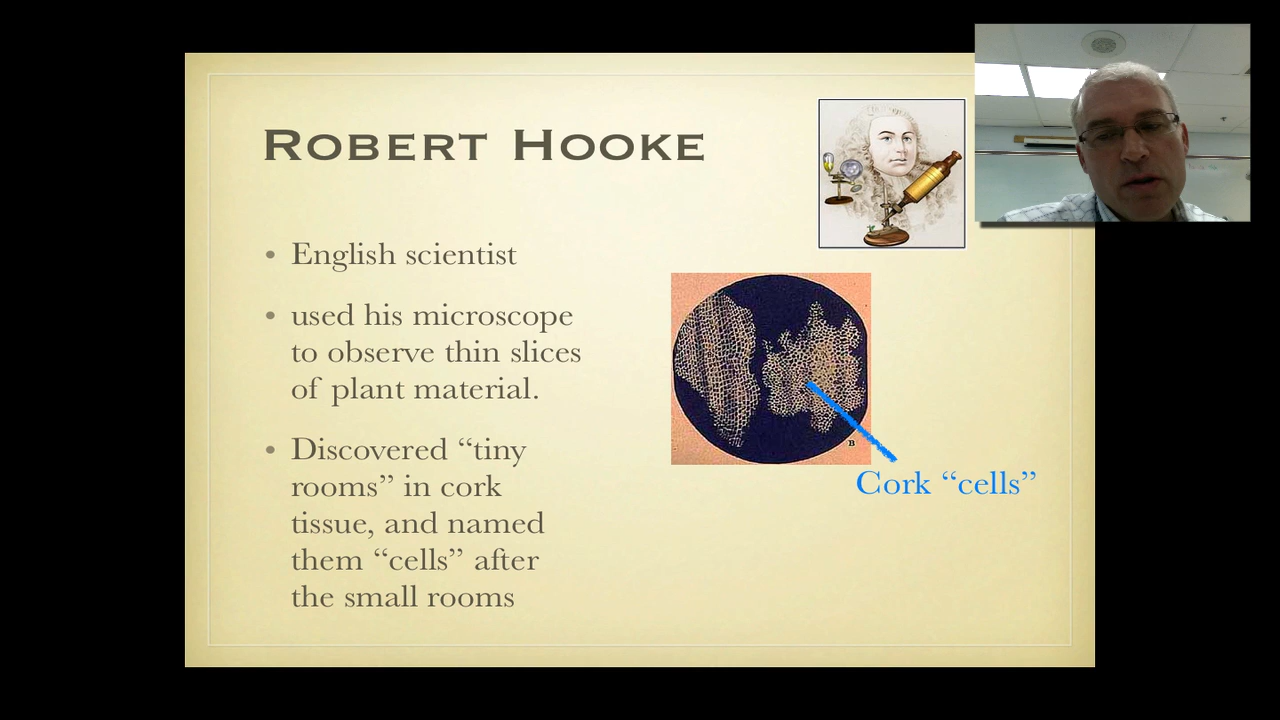 ROBERT HOOKE
• English scientist
• used his microscope
to observe thin slices
of plant material.
• Discovered “tiny
rooms” in cork
tissue, and named
them “cells” after
the small rooms
B
Cork “cells”